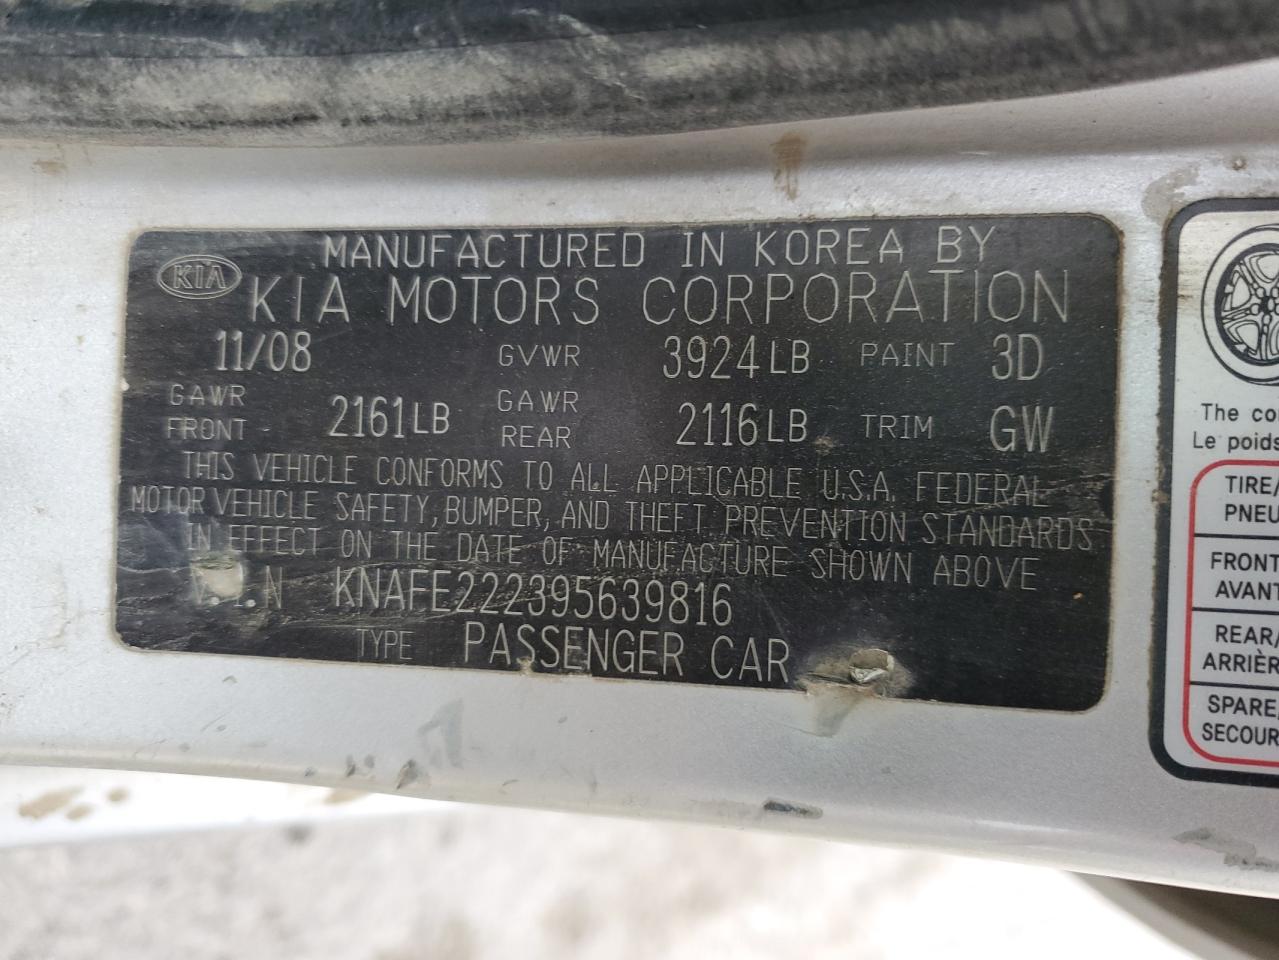 MANUFACTURED IN KOREA BY
KIA
KIA MOTORS CORPORATION
11/08 GVWR 3924LB PAINT 3D
GAWR FRONT 2161LB GAWR REAR 2116LB TRIM GW
THIS VEHICLE CONFORMS TO ALL APPLICABLE U.S.A. FEDERAL
MOTOR VEHICLE SAFETY, BUMPER, AND THEFT PREVENTION STANDARDS
IN EFFECT ON THE DATE OF MANUFACTURE SHOWN ABOVE
KNAFE222395639816
TYPE PASSENGER CAR
The
Le poids
TIRE/
PNEU
FRONT
AVANT
REAR/
ARRIÈR
SPARE
SECOUR